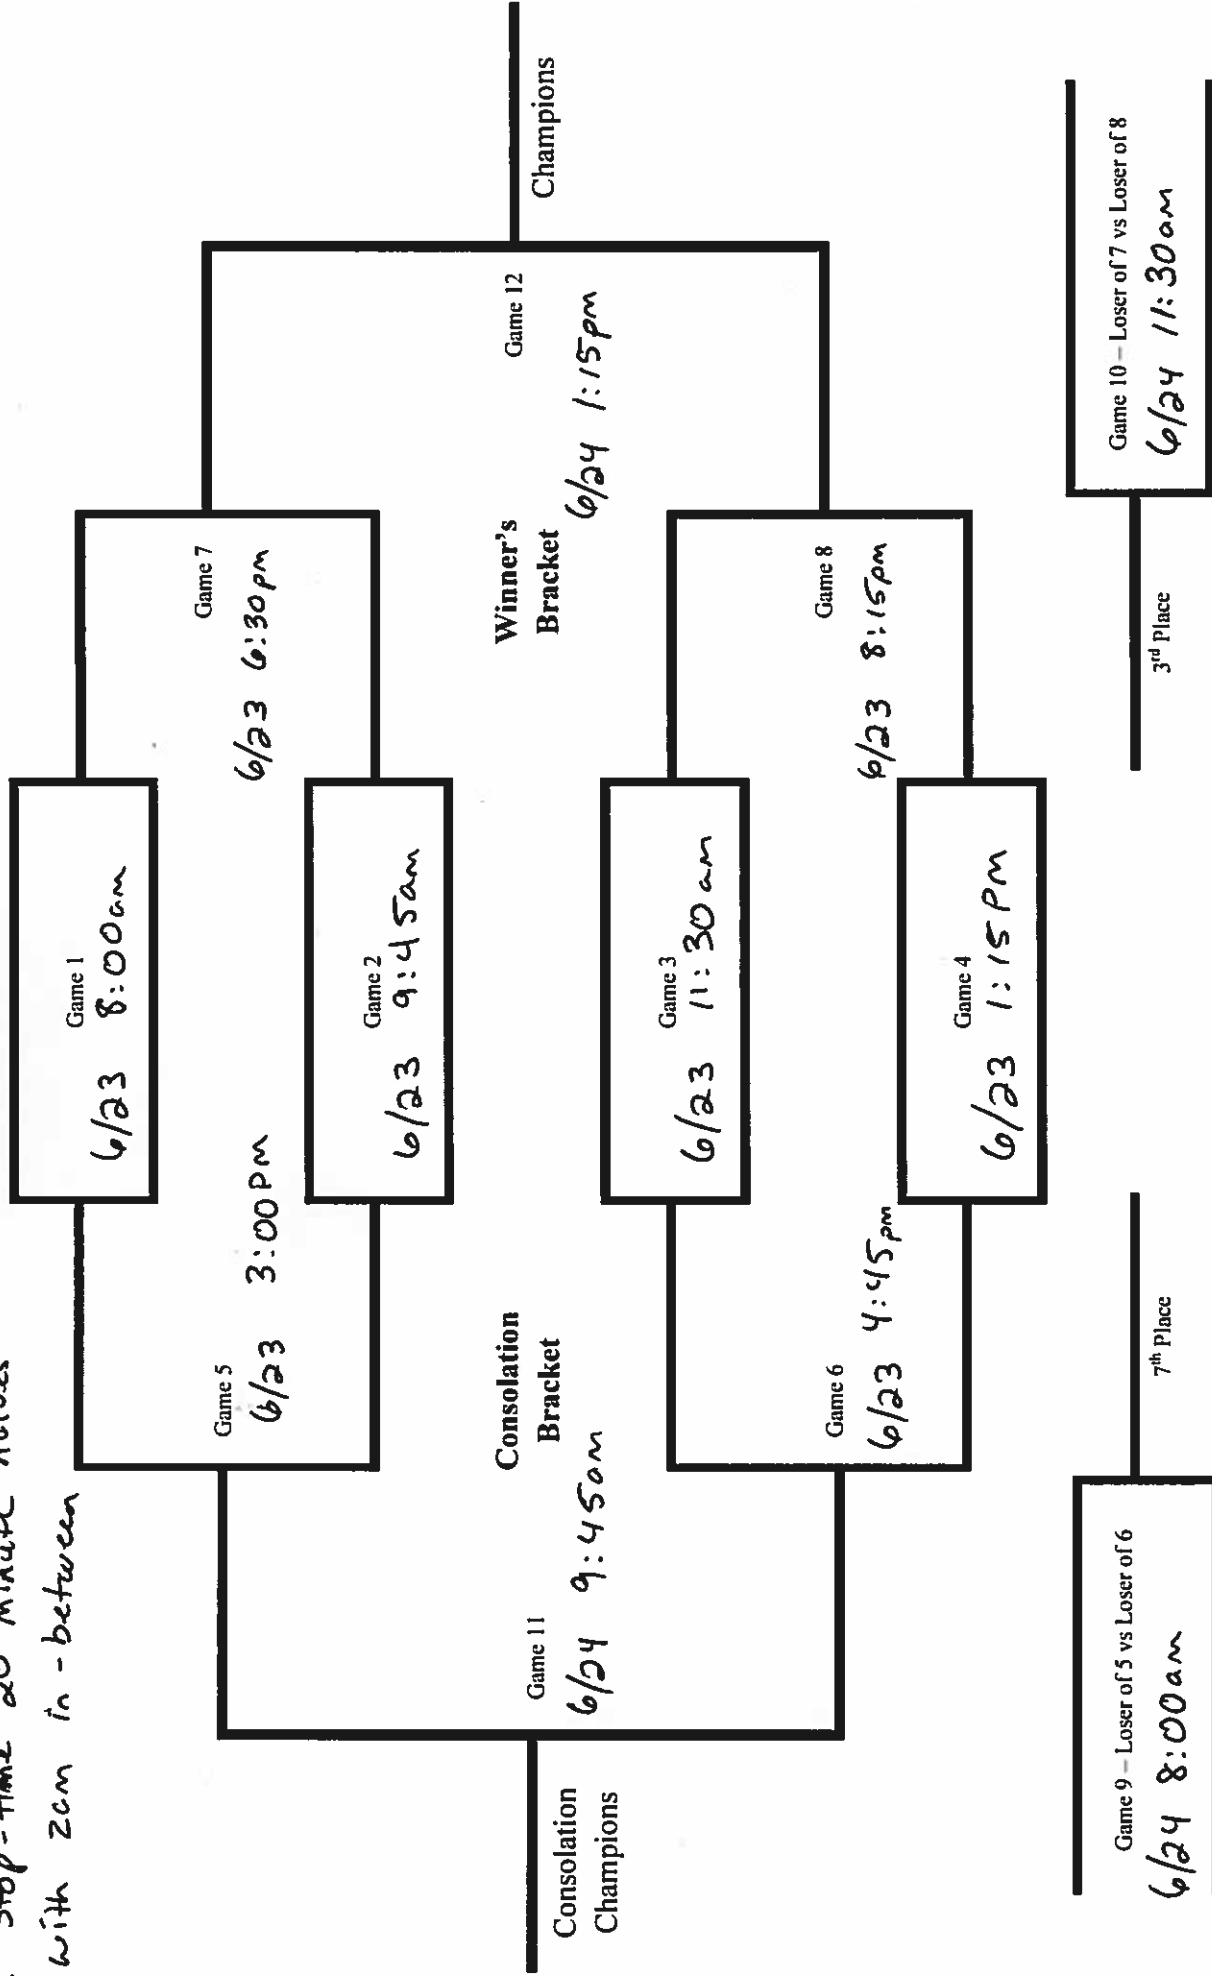 Stop-time 20 minute halves
with zam in-between
Game 1
6/23 8:00am
Game 5
6/23 3:00PM
Game 7
6/23 6:30pm
Game 2
6/23 9:45am
Consolation
Bracket
Winner's
Bracket
Game 11
6/24 9:45am
Game 12
6/24 1:15pm
Consolation
Champions
Champions
Game 3
6/23 11:30am
Game 6
6/23 4:45pm
Game 8
6/23 8:15pm
Game 4
6/23 1:15PM
Game 9 – Loser of 5 vs Loser of 6
6/24 8:00am
7th Place
3rd Place
Game 10 – Loser of 7 vs Loser of 8
6/24 11:30am